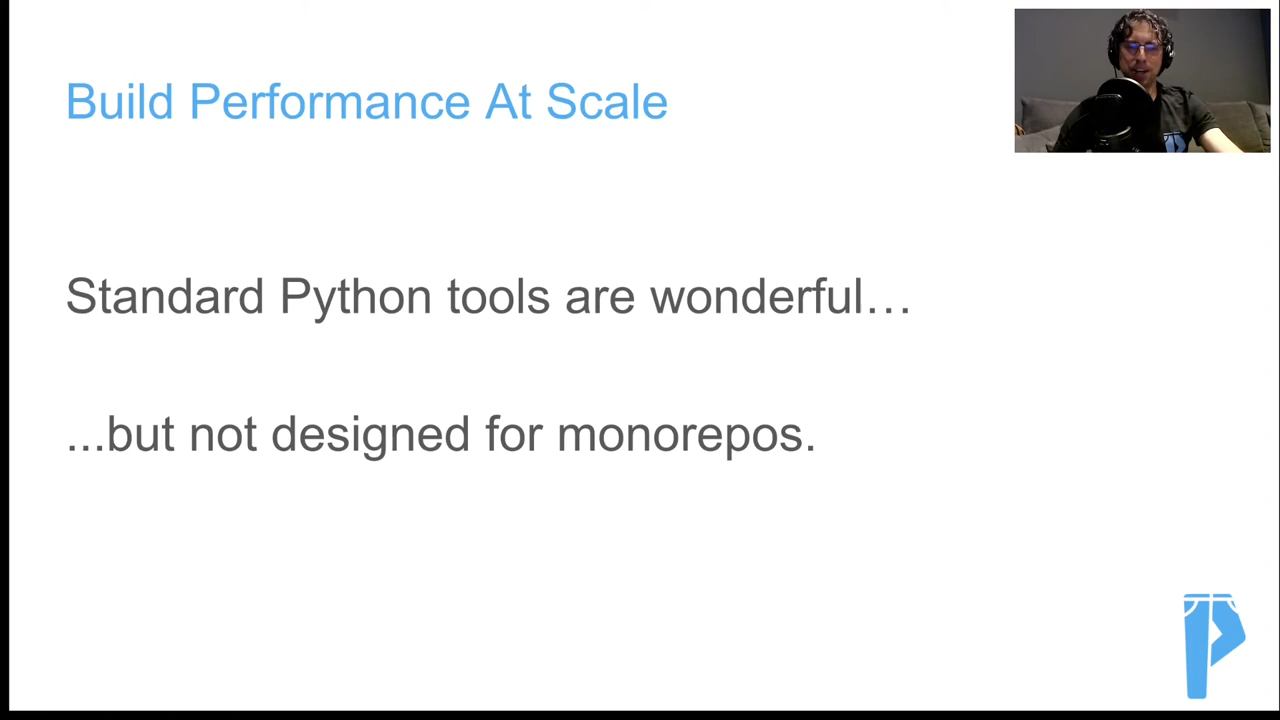 Build Performance At Scale
Standard Python tools are wonderful…
...but not designed for monorepos.